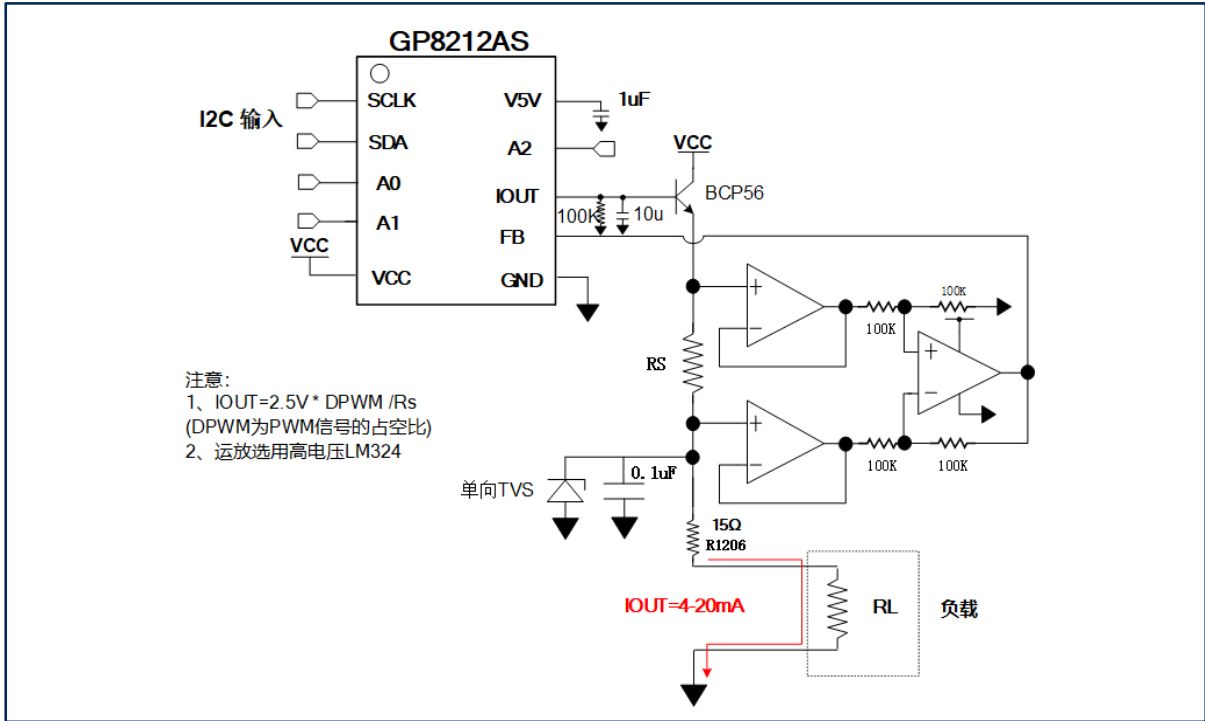 GP8212AS
I2C 输入
SCLK
SDA
A0
A1
VCC
VCC
V5V
A2
IOUT
FB
GND
1uF
VCC
BCP56
100K
10u
+
−
100K
100K
+
−
RS
+
−
100K
100K
注意：
1、IOUT=2.5V * DPWM /Rs
(DPWM为PWM信号的占空比)
2、运放选用高电压LM324
单向TVS
0.1uF
15Ω
R1206
IOUT=4-20mA
RL
负载